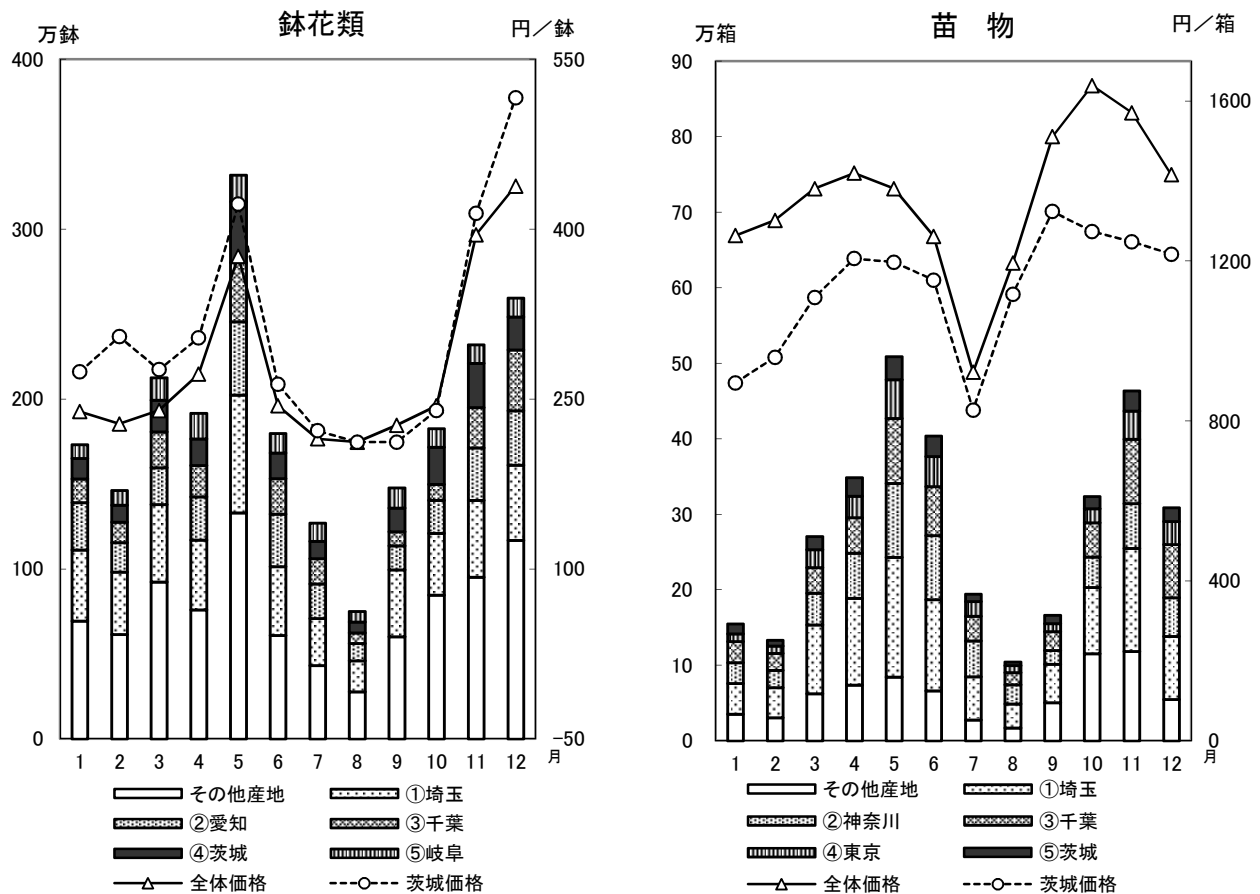 鉢花類
万鉢
円／鉢
400
300
200
100
0
550
400
250
100
-50
1 2 3 4 5 6 7 8 9 10 11 12 月
その他産地 ①埼玉
②愛知 ③千葉
④茨城 ⑤岐阜
全体価格 茨城価格
苗 物
万箱
円／箱
90
80
70
60
50
40
30
20
10
0
1600
1200
800
400
0
1 2 3 4 5 6 7 8 9 10 11 12 月
その他産地 ①埼玉
②神奈川 ③千葉
④東京 ⑤茨城
全体価格 茨城価格